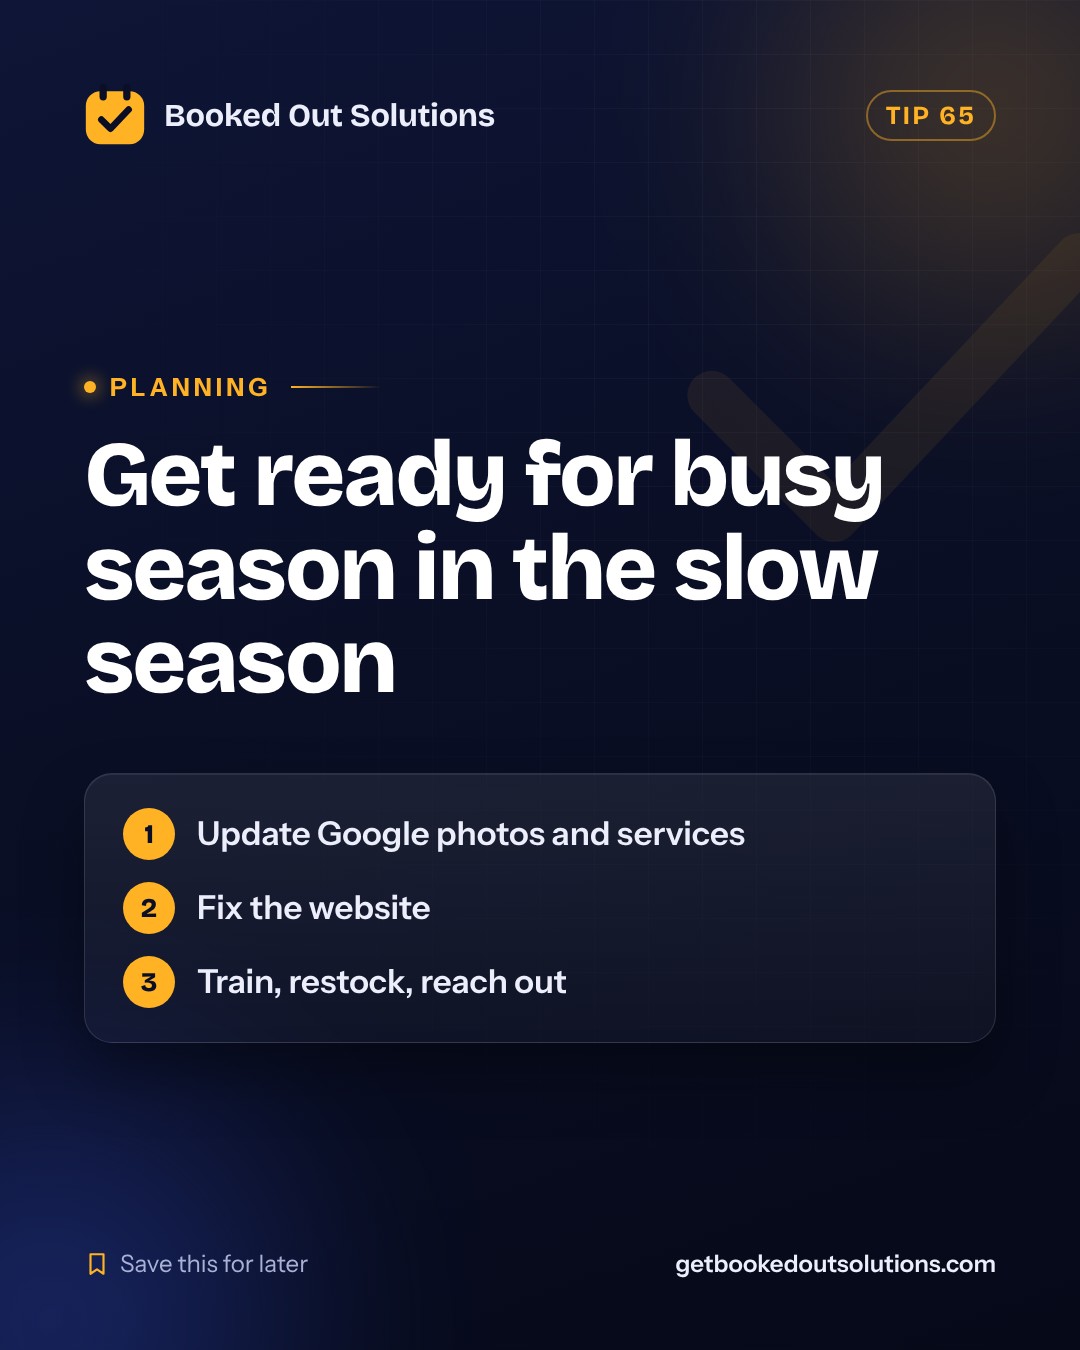 Booked Out Solutions
TIP 65
PLANNING
Get ready for busy
season in the slow
season
1 Update Google photos and services
2 Fix the website
3 Train, restock, reach out
Save this for later
getbookedoutsolutions.com